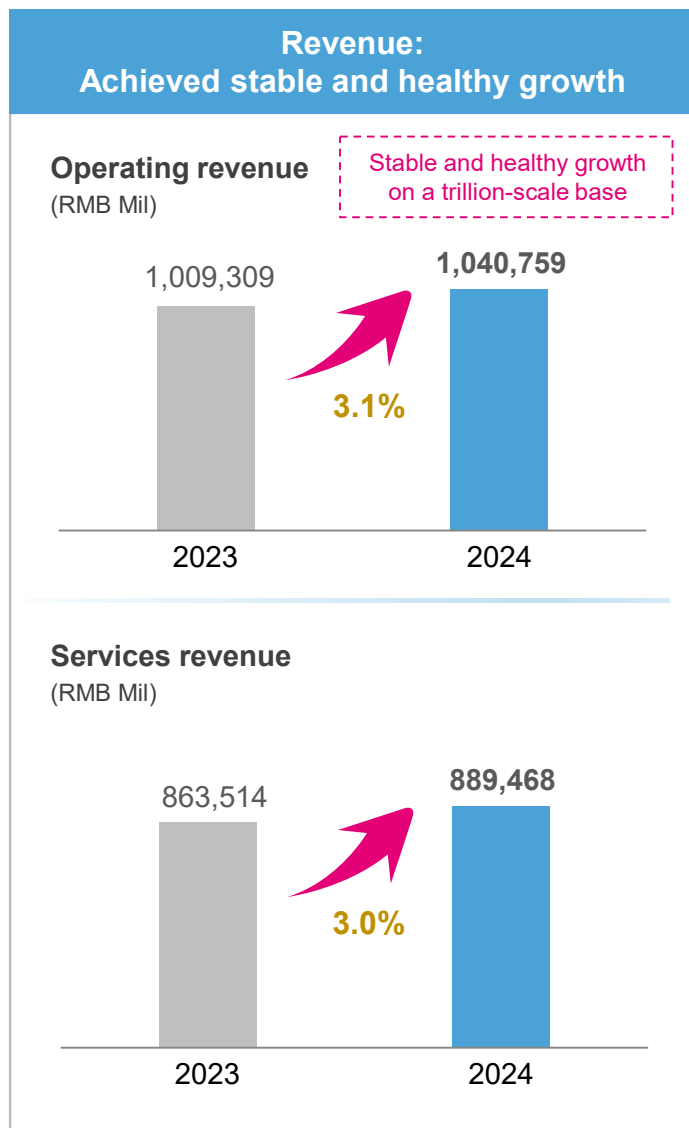 Revenue:
Achieved stable and healthy growth
Operating revenue
(RMB Mil)
Stable and healthy growth
on a trillion-scale base
1,009,309
1,040,759
3.1%
2023
2024
Services revenue
(RMB Mil)
863,514
889,468
3.0%
2023
2024